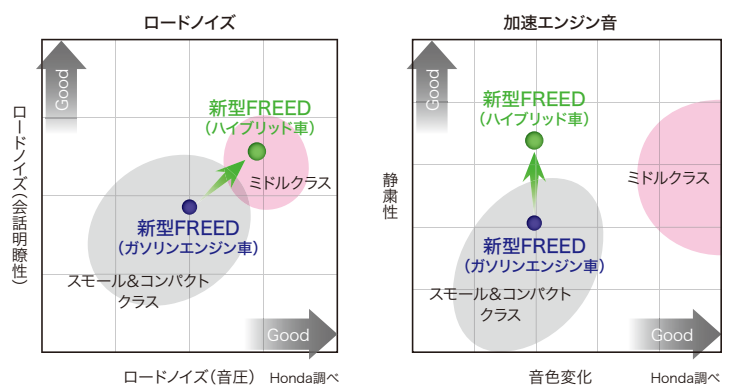 ロードノイズ
Good
ロードノイズ(会話明瞭性)
新型FREED
(ハイブリッド車)
ミドルクラス
新型FREED
(ガソリンエンジン車)
スモール&コンパクト
クラス
Good
ロードノイズ(音圧)
Honda調べ
加速エンジン音
Good
静粛性
新型FREED
(ハイブリッド車)
ミドルクラス
新型FREED
(ガソリンエンジン車)
スモール&コンパクト
クラス
Good
音色変化
Honda調べ